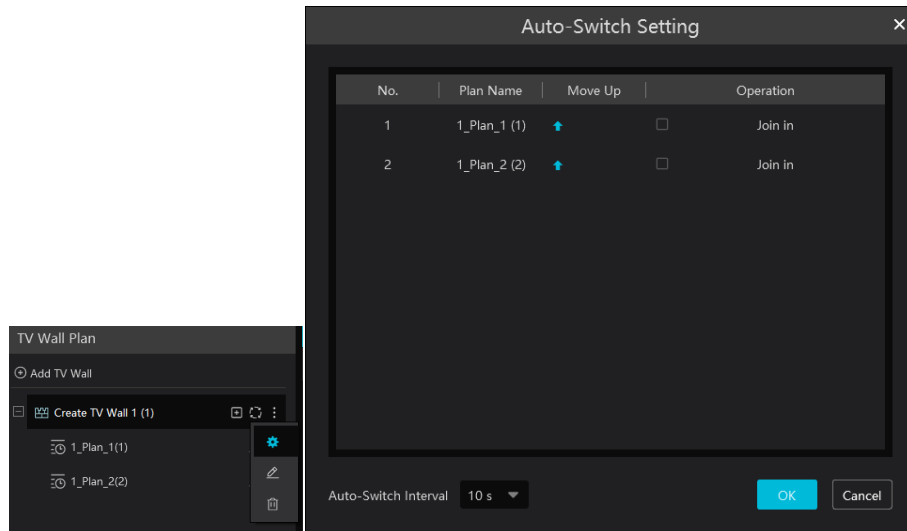 Auto-Switch Setting
No. Plan Name Move Up Operation
1 1_Plan_1 (1) Join in
2 1_Plan_2 (2) Join in
Auto-Switch Interval 10 s OK Cancel
TV Wall Plan
Add TV Wall
Create TV Wall 1 (1)
1_Plan_1(1)
1_Plan_2(2)